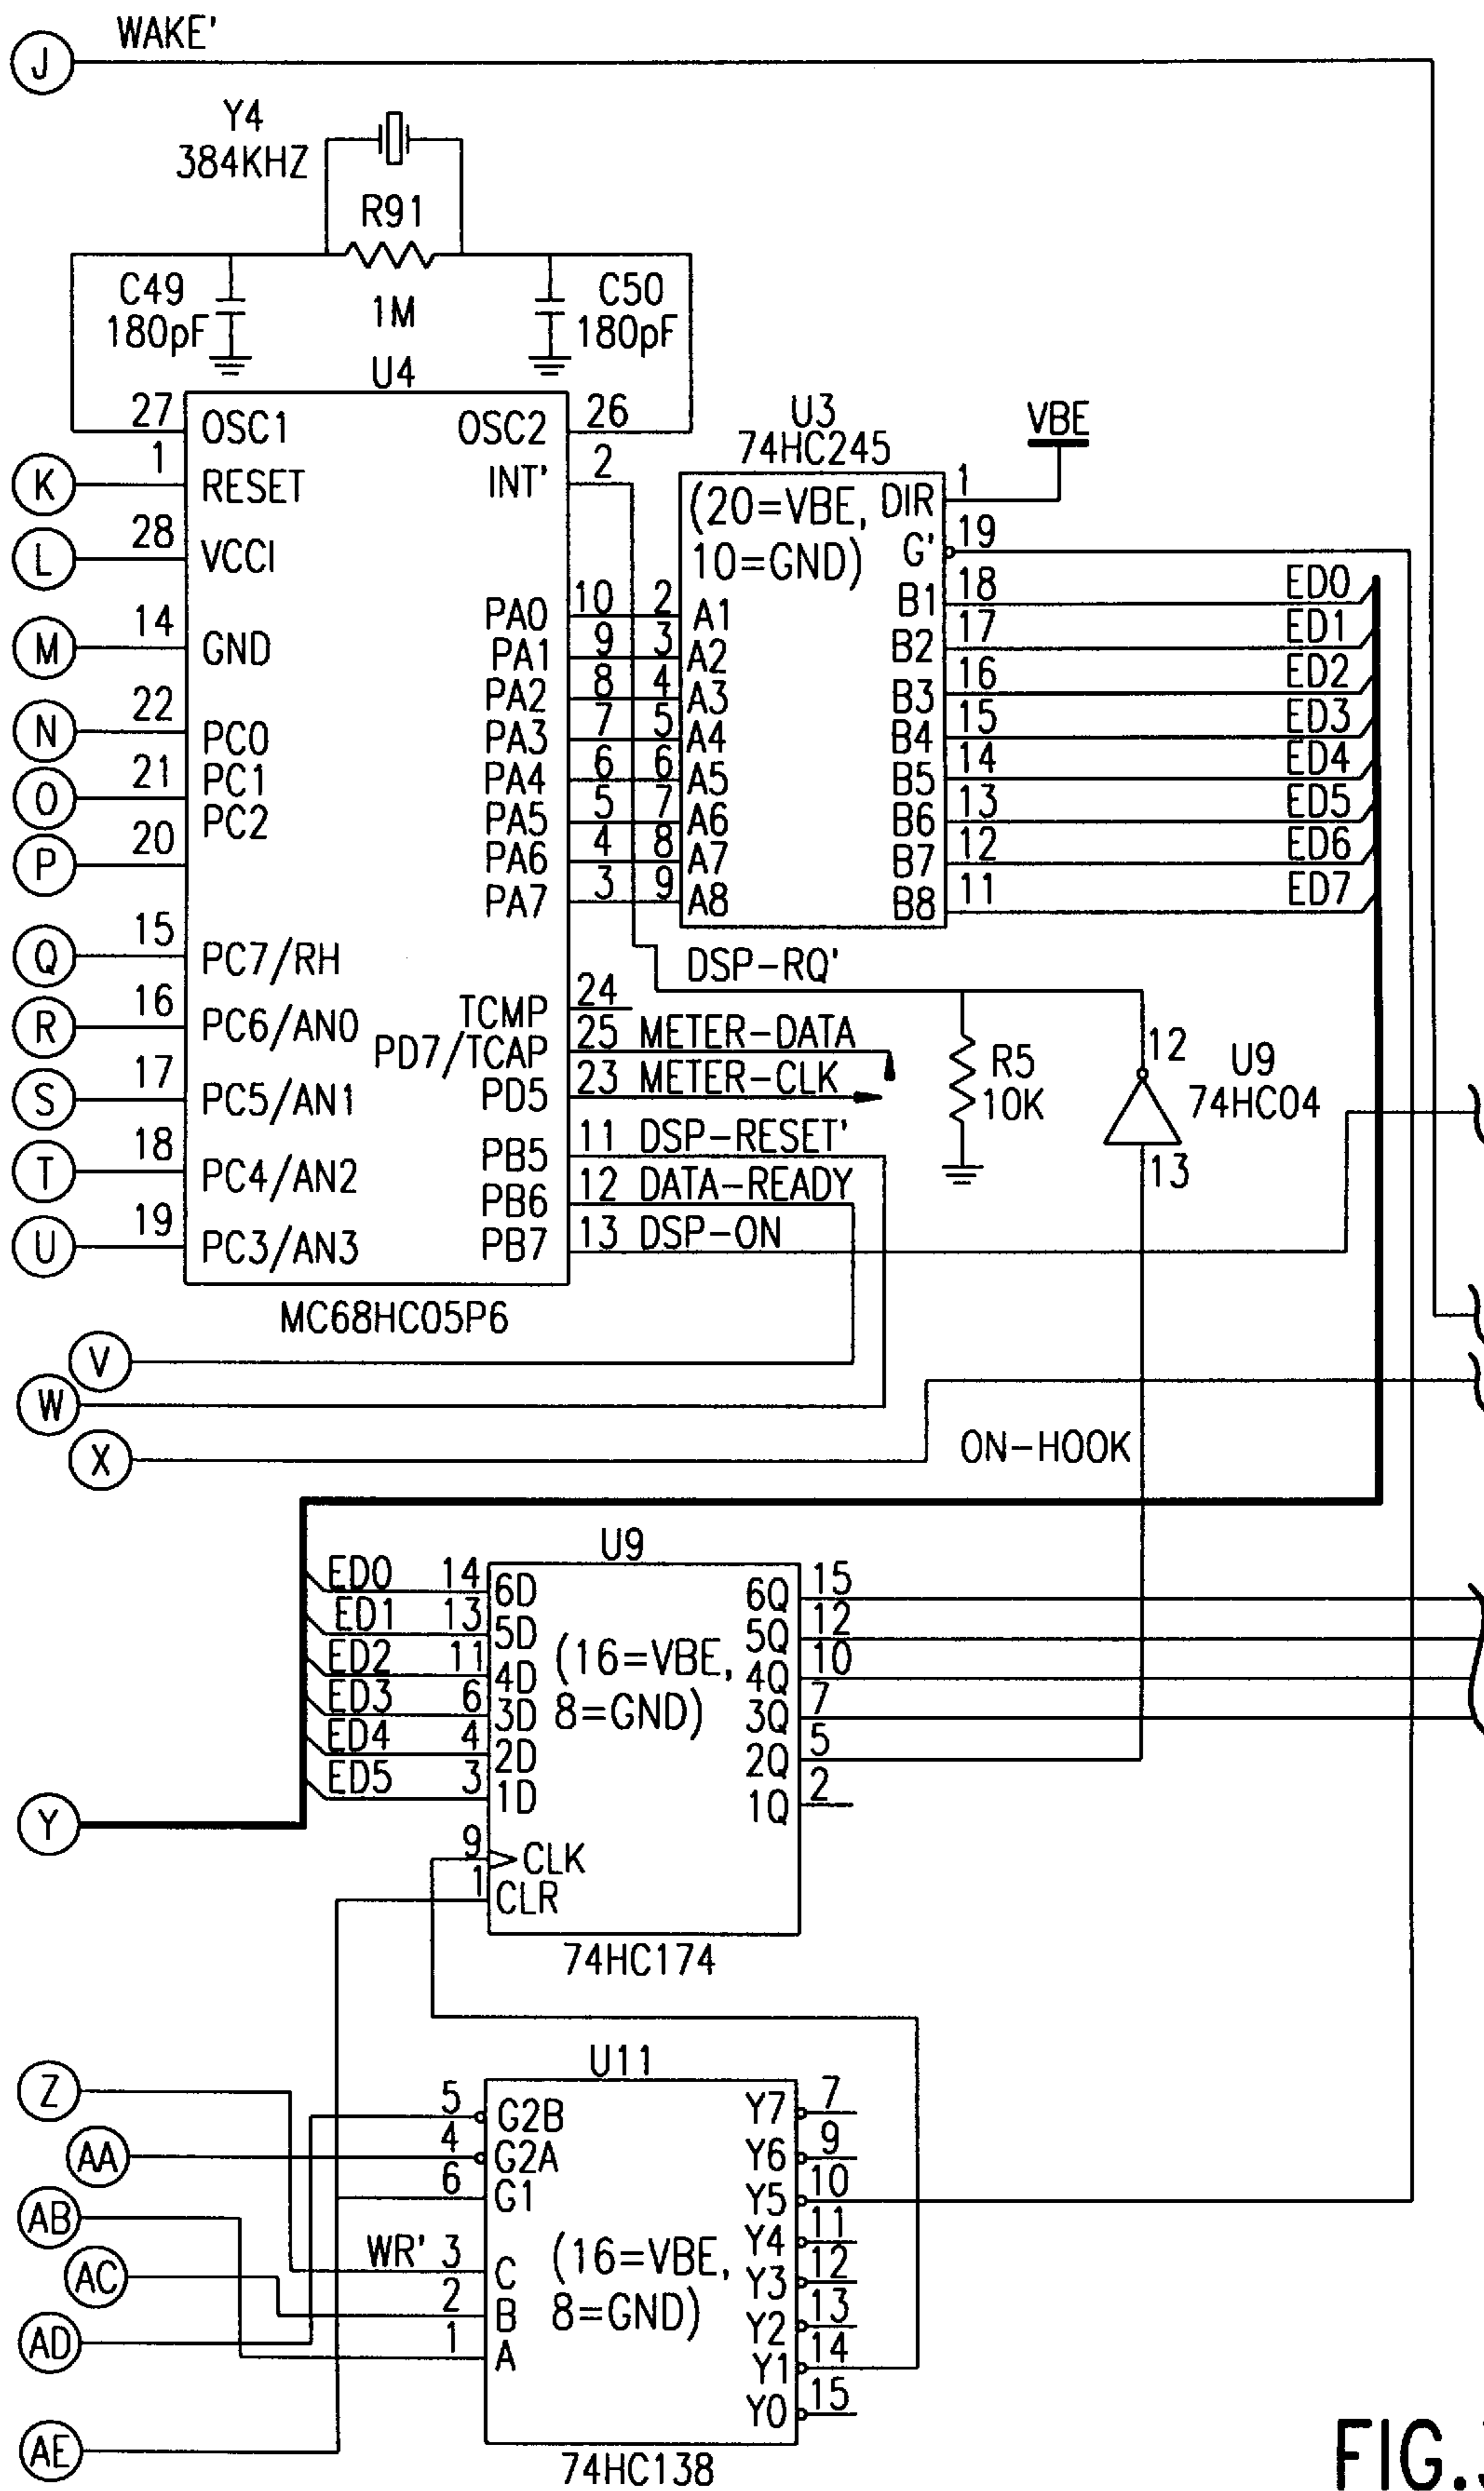 J WAKE'
Y4
384KHZ
R91
1M
C49
180pF
C50
180pF
U4
27 OSC1
OSC2 26
K 1 RESET
INT' 2
L 28 VCCI
M 14 GND
N 22 PC0
O 21 PC1
P 20 PC2
Q 15 PC7/RH
R 16 PC6/AN0
S 17 PC5/AN1
T 18 PC4/AN2
U 19 PC3/AN3
PA0 10
PA1 9
PA2 8
PA3 7
PA4 6
PA5 5
PA6 4
PA7 3
TCMP 24
PD7/TCAP 25 METER-DATA
PD5 23 METER-CLK
PB5 11 DSP-RESET'
PB6 12 DATA-READY
PB7 13 DSP-ON
MC68HC05P6
U3
74HC245
VBE
(20=VBE,
10=GND)
DIR 1
G' 19
2 A1 B1 18 ED0
3 A2 B2 17 ED1
4 A3 B3 16 ED2
5 A4 B4 15 ED3
6 A5 B5 14 ED4
7 A6 B6 13 ED5
8 A7 B7 12 ED6
9 A8 B8 11 ED7
DSP-RQ'
R5
10K
12
U9
74HC04
13
V
W
X
ON-HOOK
U9
ED0 14 6D 6Q 15
ED1 13 5D 5Q 12
ED2 11 4D 4Q 10
ED3 6 3D 3Q 7
ED4 4 2D 2Q 5
ED5 3 1D 1Q 2
(16=VBE,
8=GND)
Y
9 CLK
1 CLR
74HC174
U11
Z
AA
AB
AC
AD
AE
5 G2B
4 G2A
6 G1
WR' 3 C
2 B
1 A
(16=VBE,
8=GND)
Y7 7
Y6 9
Y5 10
Y4 11
Y3 12
Y2 13
Y1 14
Y0 15
74HC138
FIG.